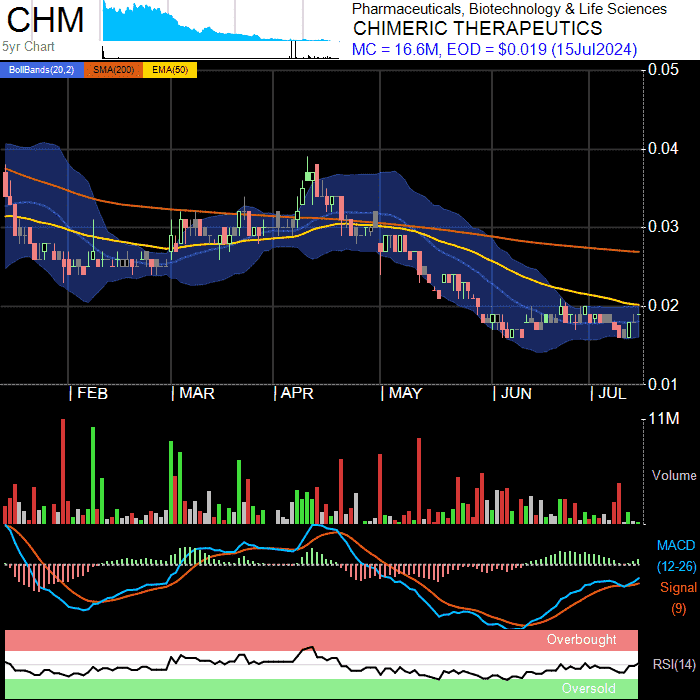 CHM
5yr Chart
Pharmaceuticals, Biotechnology & Life Sciences
CHIMERIC THERAPEUTICS
MC = 16.6M, EOD = $0.019 (15Jul2024)
BollBands(20,2) SMA(200) EMA(50)
0.05
0.04
0.03
0.02
0.01
FEB MAR APR MAY JUN JUL
11M
Volume
MACD
(12-26)
Signal
(9)
Overbought
RSI(14)
Oversold